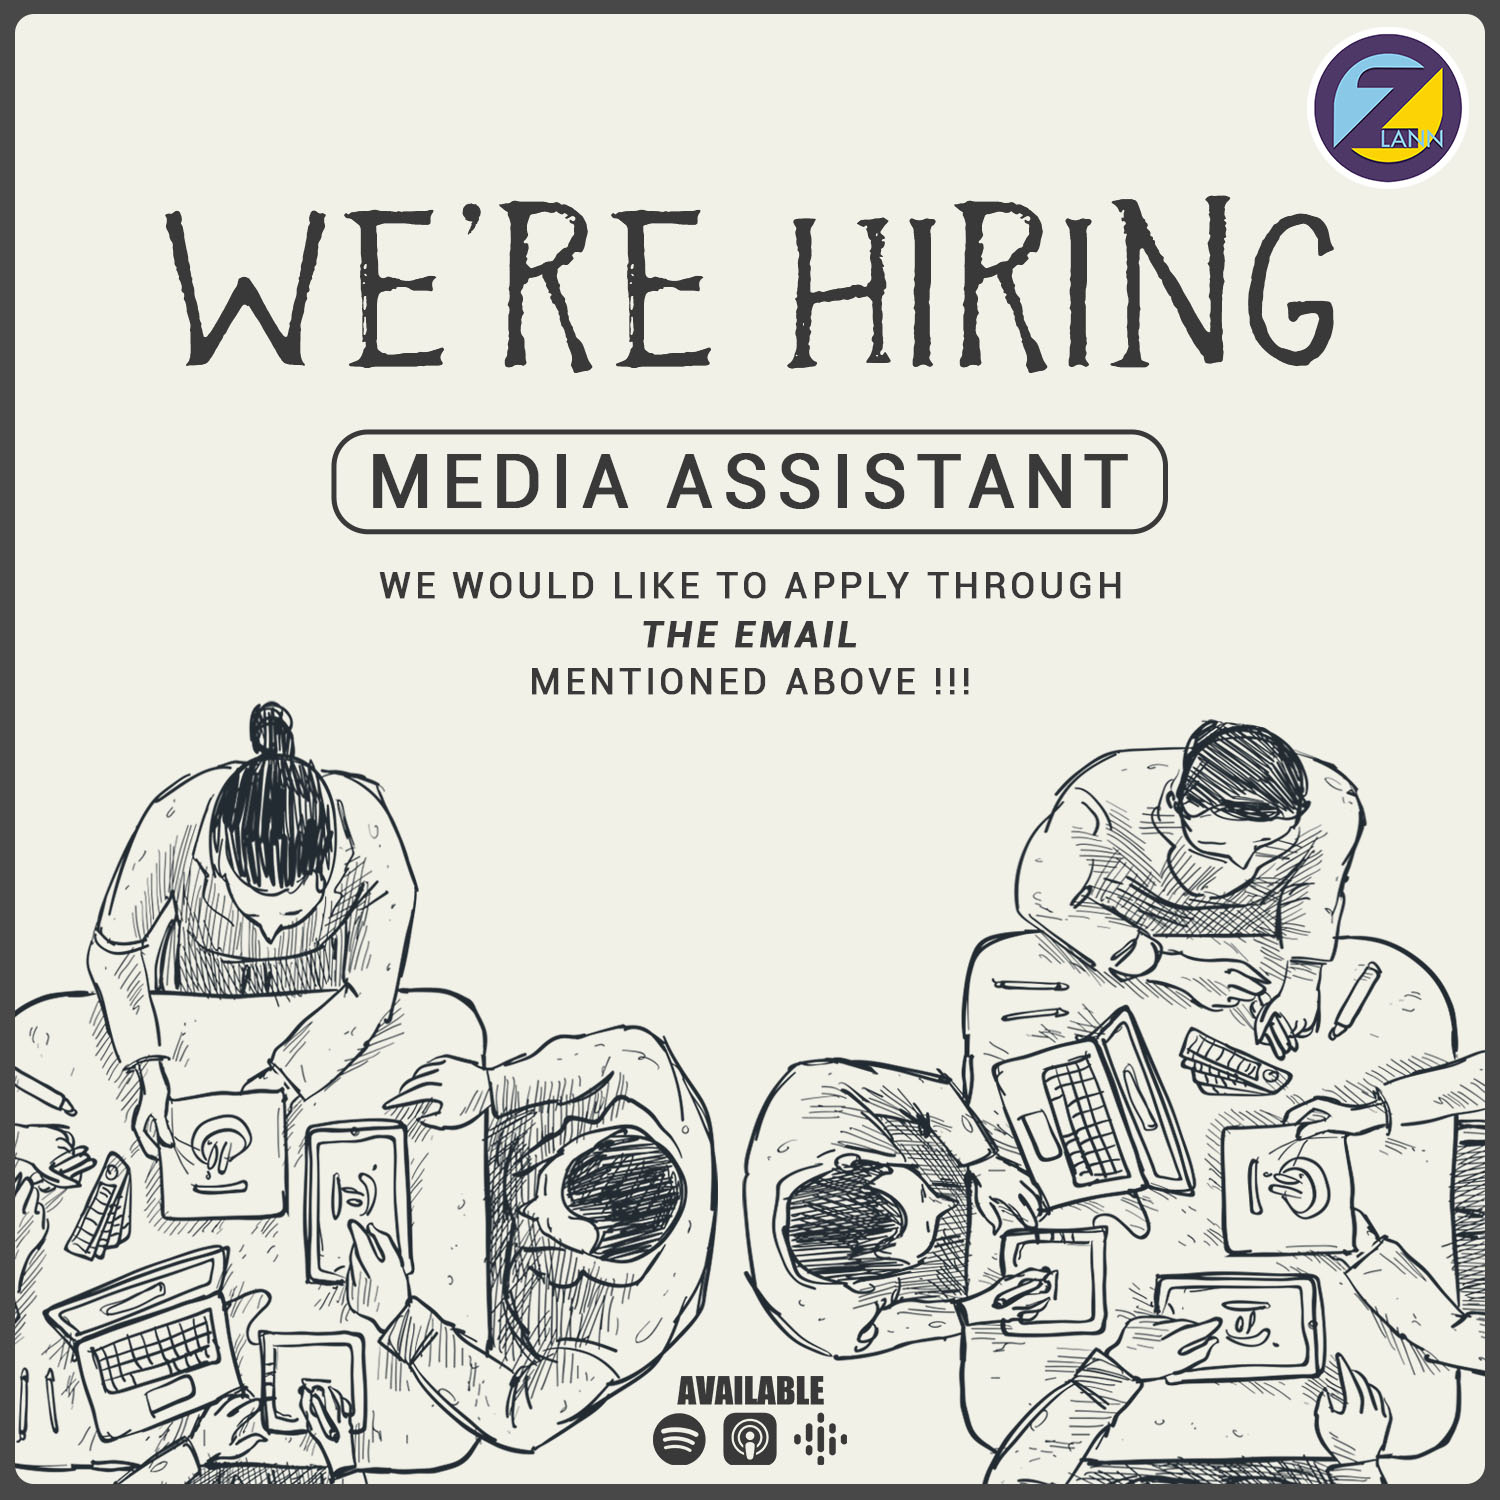 Z
LANN
WE'RE HIRING
MEDIA ASSISTANT
WE WOULD LIKE TO APPLY THROUGH
THE EMAIL
MENTIONED ABOVE !!!
AVAILABLE